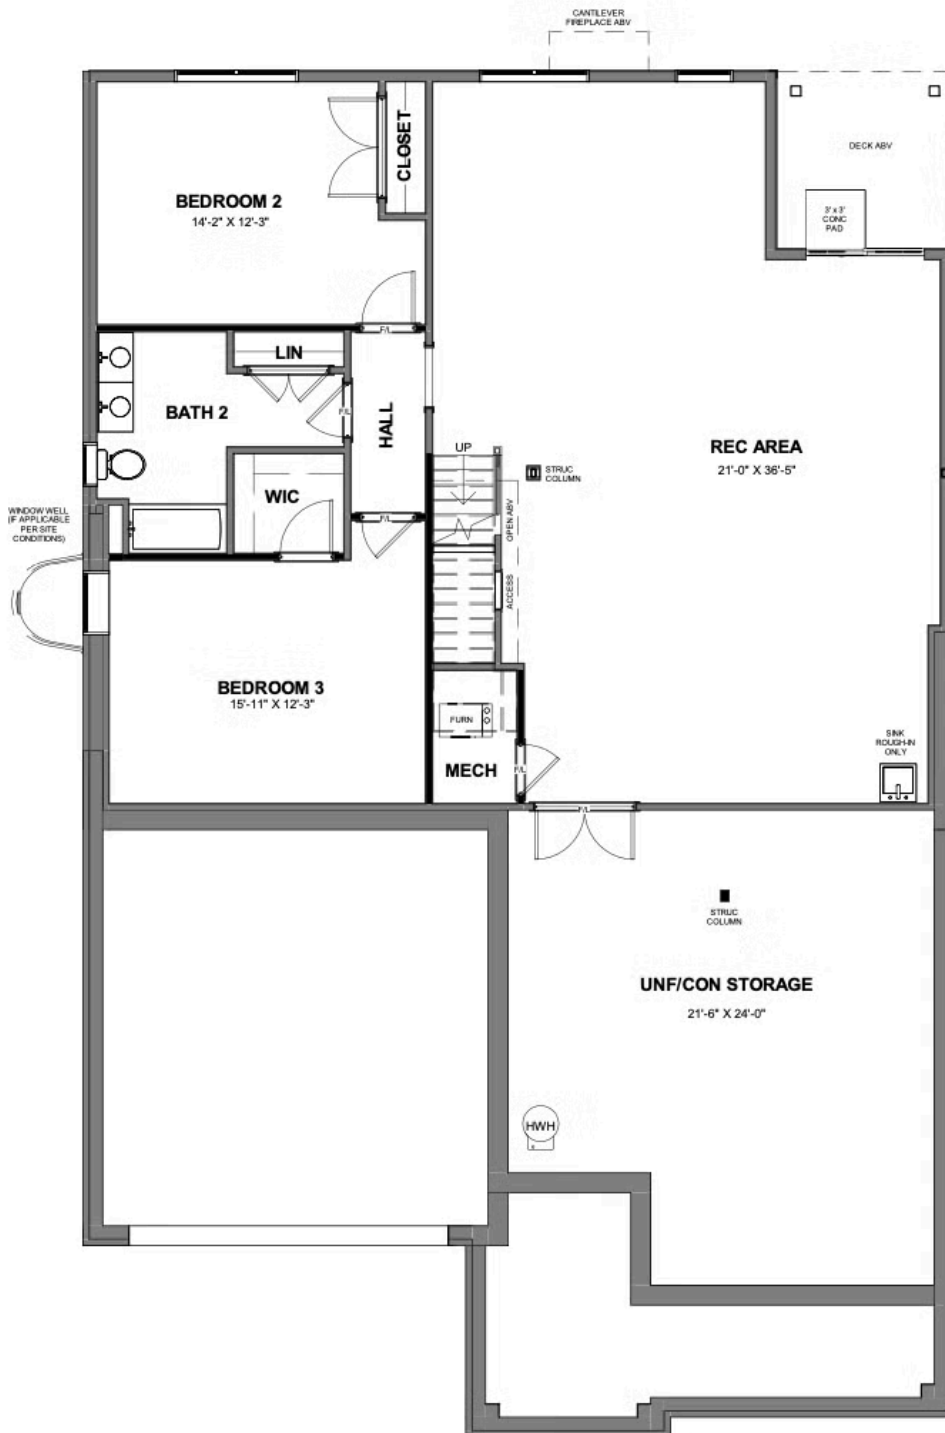 CANTILEVER
FIREPLACE ABV
DECK ABV
3' x 3'
CONC
PAD
CLOSET
BEDROOM 2
14'-2" X 12'-3"
F/L
LIN
BATH 2
F/L
HALL
UP
STRUC
COLUMN
REC AREA
21'-0" X 36'-5"
WIC
OPEN ABV
F/L
WINDOW WELL
(IF APPLICABLE
PER SITE
CONDITIONS)
ACCESS
BEDROOM 3
15'-11" X 12'-3"
FURN
MECH
F/L
SINK
ROUGH-IN
ONLY
F/L
STRUC
COLUMN
UNF/CON STORAGE
21'-6" X 24'-0"
HWH